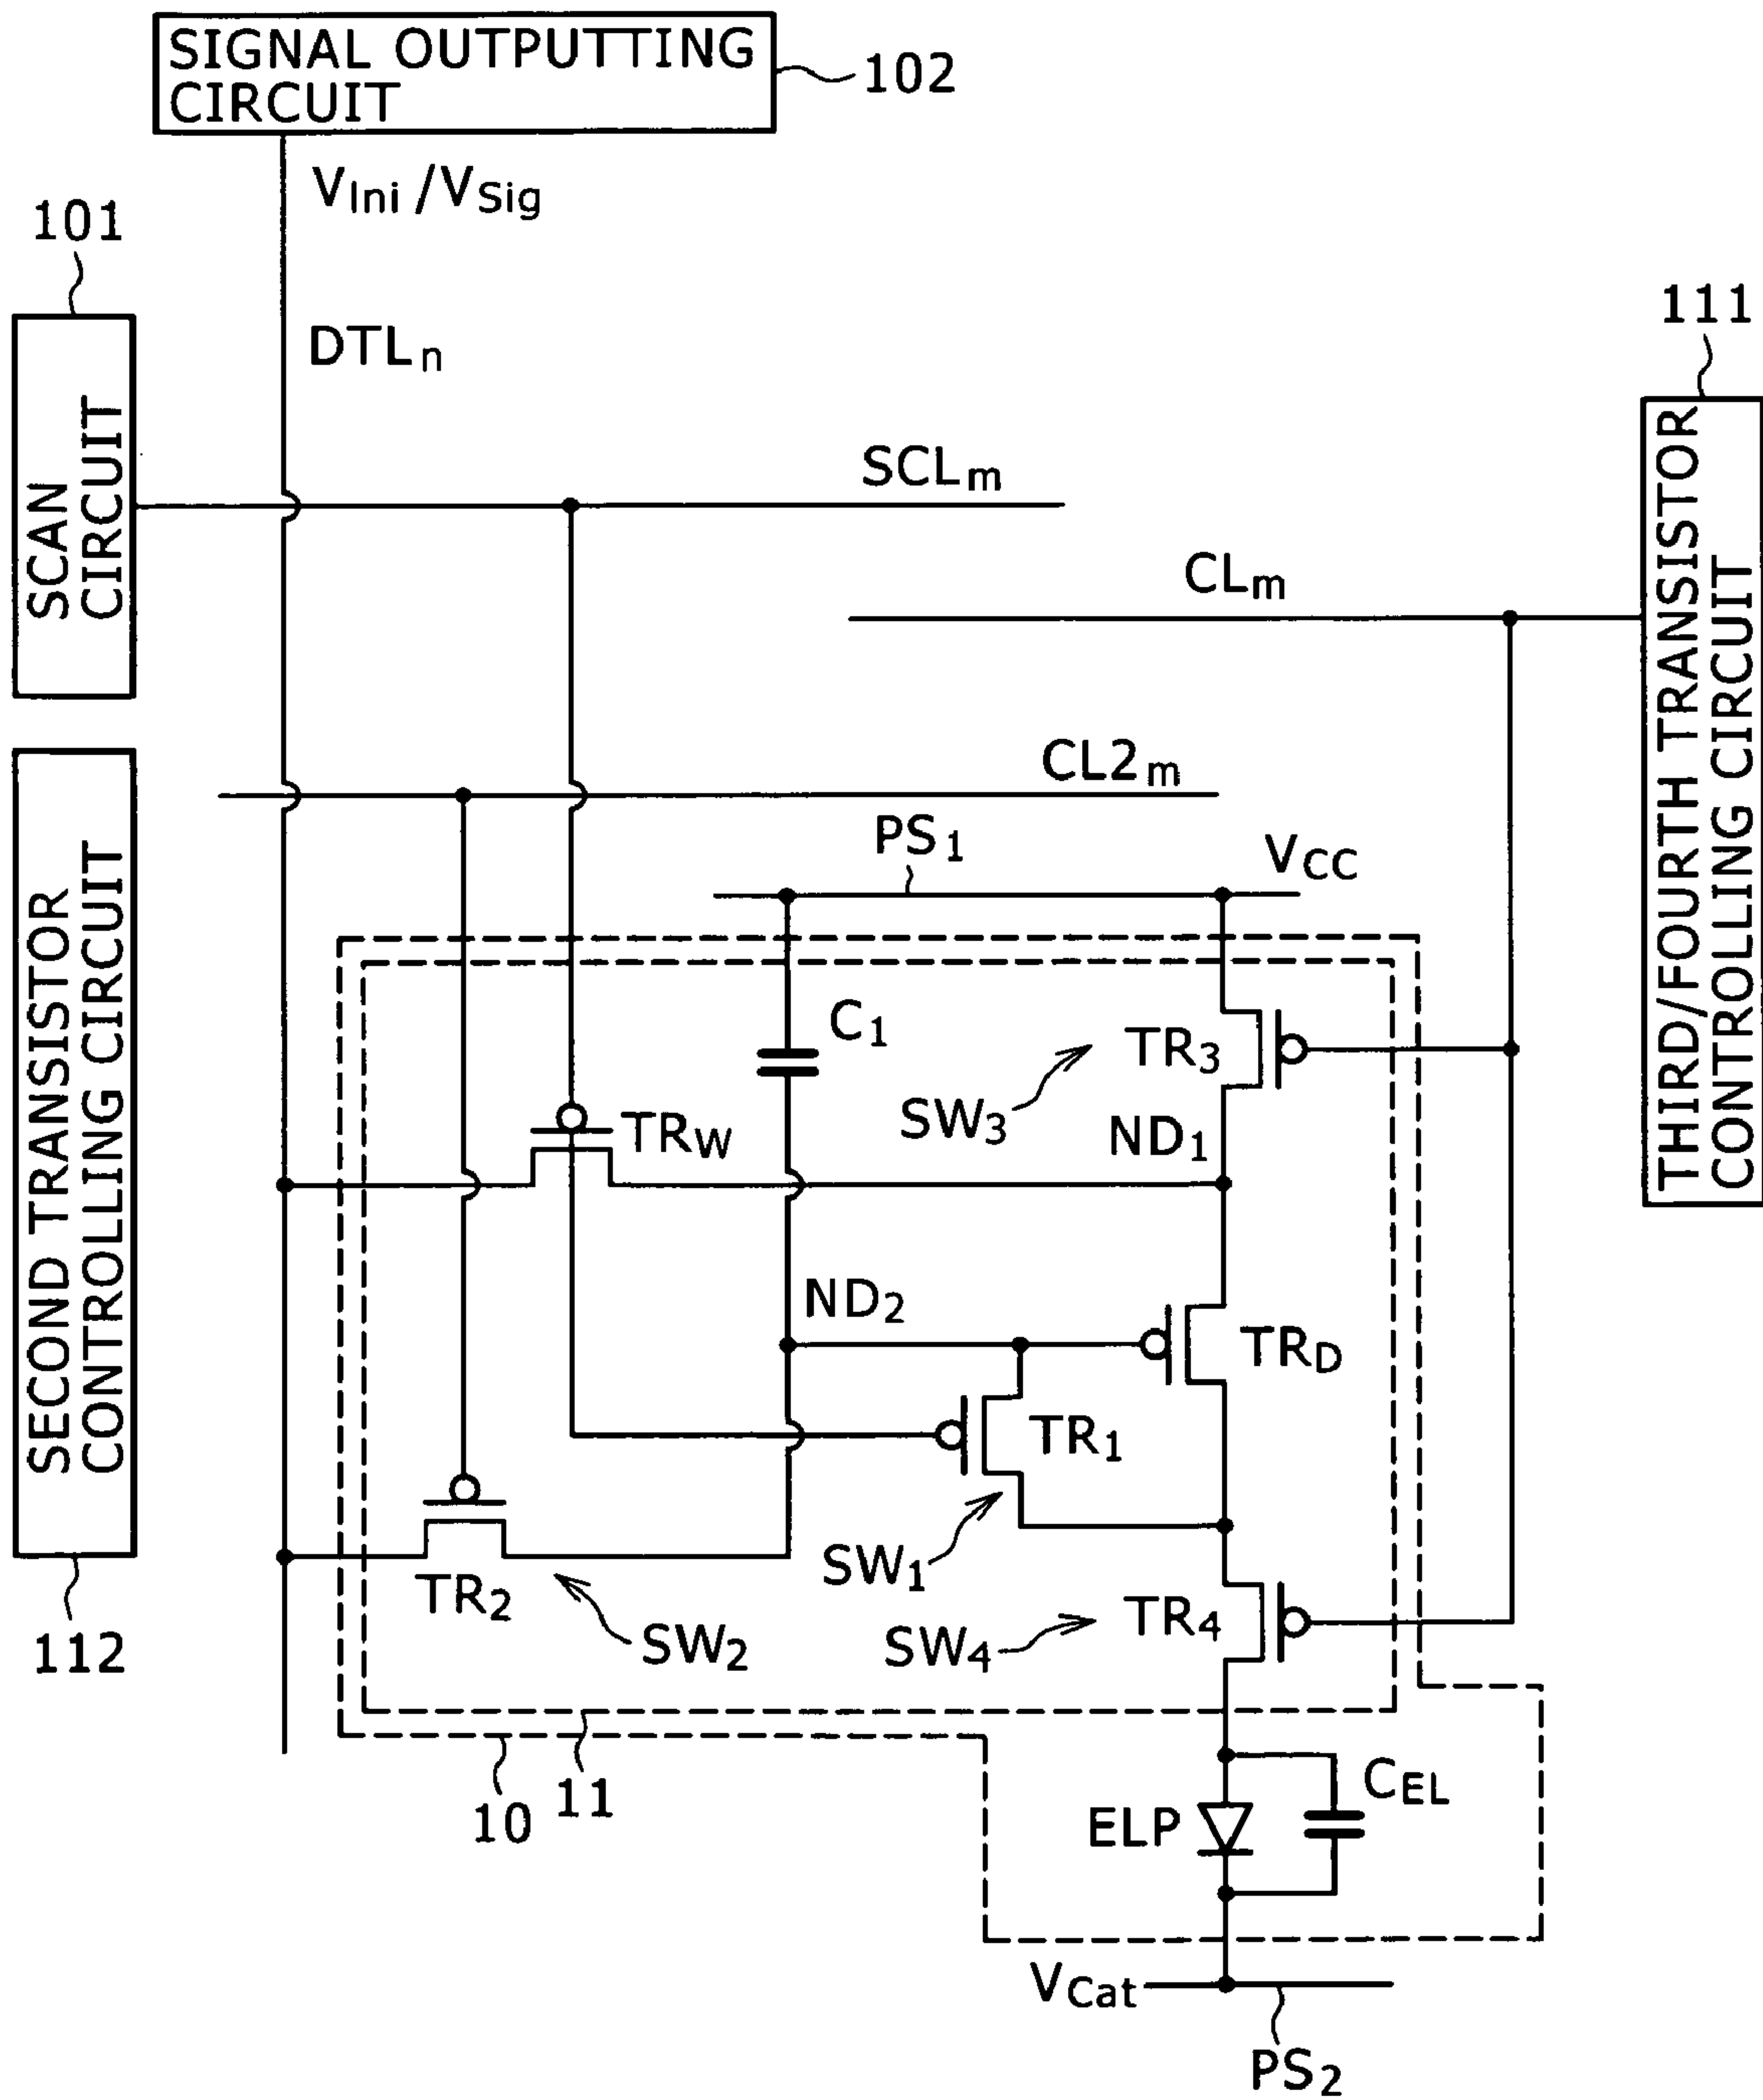 SIGNAL OUTPUTTING
CIRCUIT
102
VIni /VSig
101
DTLn
111
SCAN
CIRCUIT
SCLm
CLm
THIRD/FOURTH TRANSISTOR
CONTROLLING CIRCUIT
CL2m
PS1
VCC
SECOND TRANSISTOR
CONTROLLING CIRCUIT
C1
TR3
SW3
TRW
ND1
ND2
TRD
TR1
SW1
TR2
SW2
TR4
SW4
112
10
11
CEL
ELP
VCat
PS2